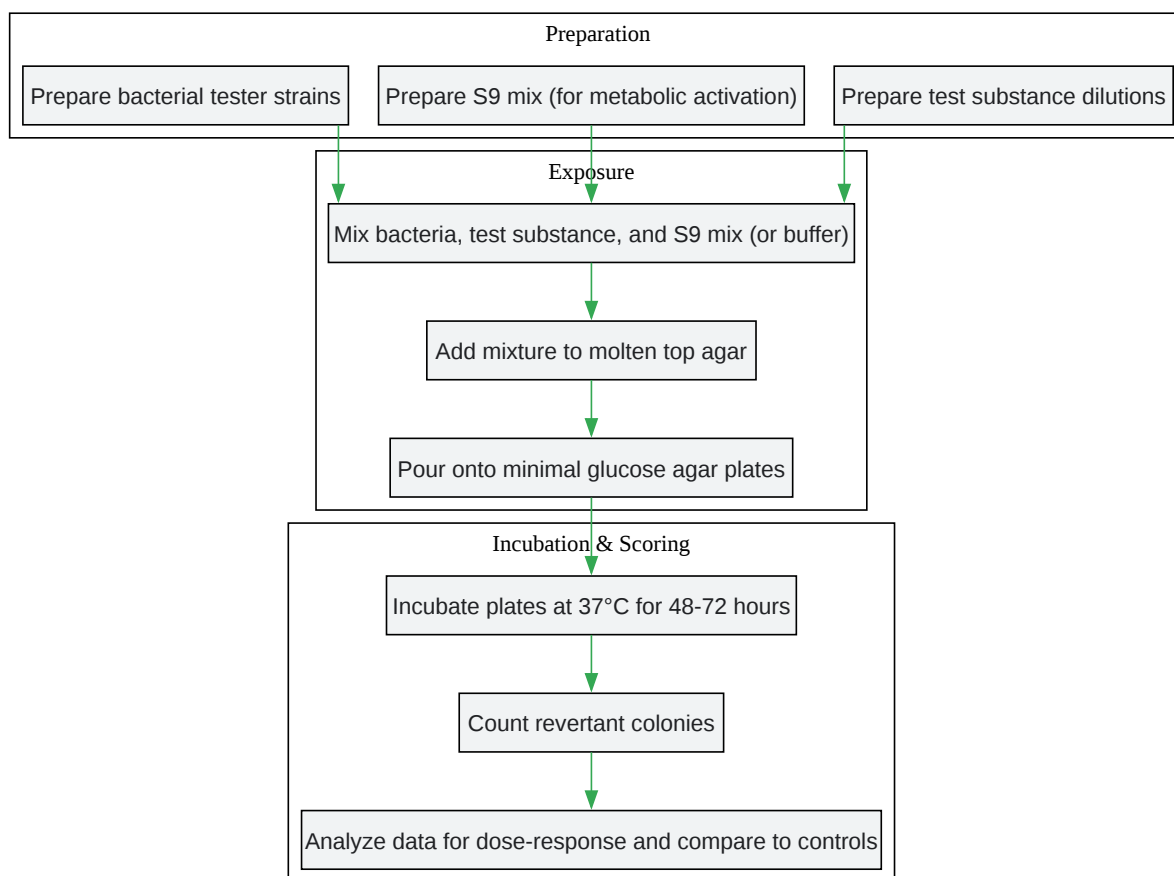 Preparation
Prepare bacterial tester strains
Prepare S9 mix (for metabolic activation)
Prepare test substance dilutions
Exposure
Mix bacteria, test substance, and S9 mix (or buffer)
Add mixture to molten top agar
Pour onto minimal glucose agar plates
Incubation & Scoring
Incubate plates at 37°C for 48-72 hours
Count revertant colonies
Analyze data for dose-response and compare to controls